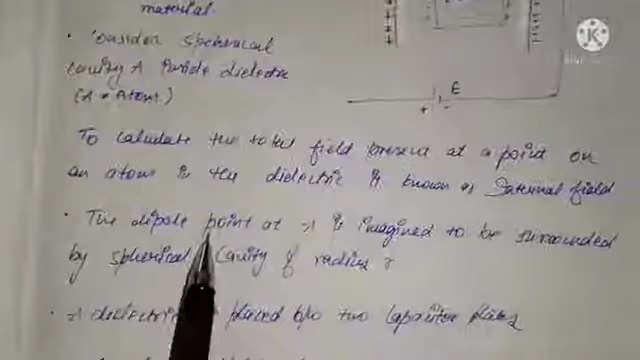 material.
• Consider spherical
cavity A inside dielectric
(A = Atom)
E
+ -
To calculate the total field present at a point on
an atom in the dielectric is known as Internal field
• The dipole point at A is imagined to be surrounded
by spherical cavity of radius r
• A dielectric placed b/w two capacitor plates
KINEMASTER